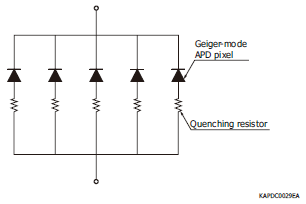 Geiger-mode
APD pixel
Quenching resistor
KAPDC0029EA